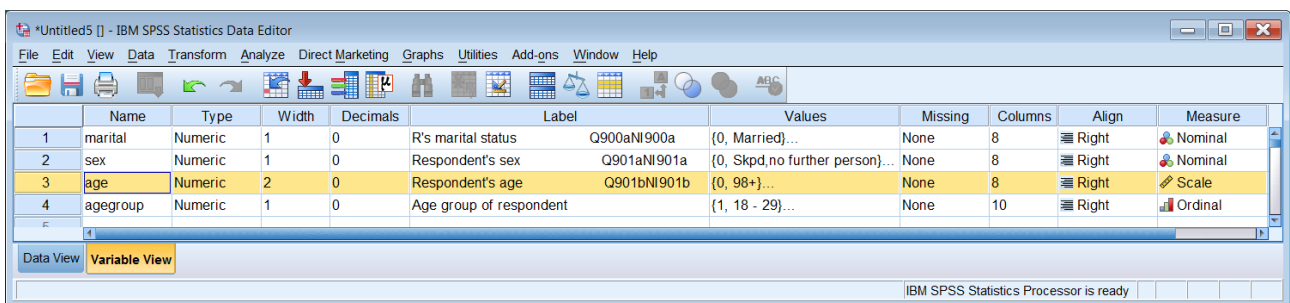 *Untitled5 [] - IBM SPSS Statistics Data Editor
File Edit View Data Transform Analyze Direct Marketing Graphs Utilities Add-ons Window Help
Name Type Width Decimals Label Values Missing Columns Align Measure
1 marital Numeric 1 0 R's marital status Q900aNI900a {0, Married}... None 8 Right Nominal
2 sex Numeric 1 0 Respondent's sex Q901aNI901a {0, Skpd,no further person}... None 8 Right Nominal
3 age Numeric 2 0 Respondent's age Q901bNI901b {0, 98+}... None 8 Right Scale
4 agegroup Numeric 1 0 Age group of respondent {1, 18 - 29}... None 10 Right Ordinal
Data View Variable View
IBM SPSS Statistics Processor is ready